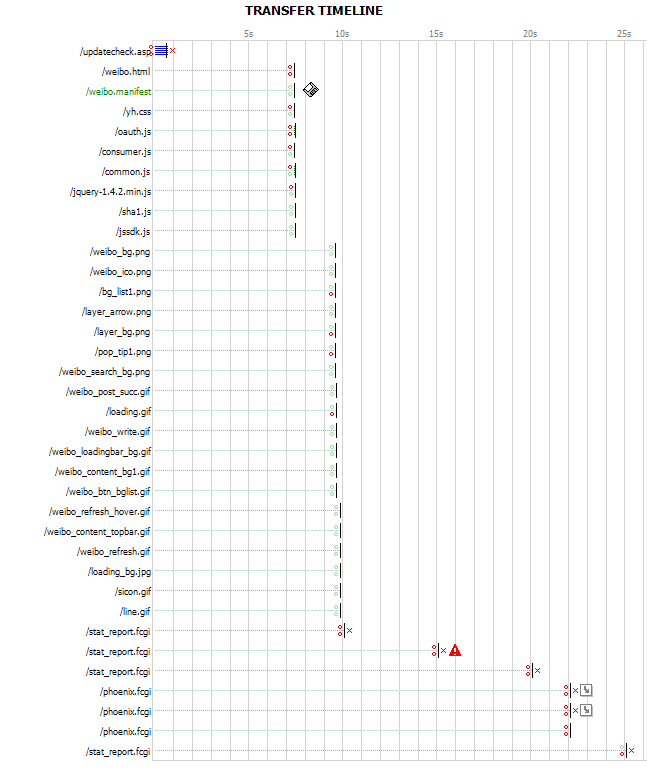 TRANSFER TIMELINE
5s 10s 15s 20s 25s
/updatecheck.asp
/weibo.html
/weibo.manifest
/yh.css
/oauth.js
/consumer.js
/common.js
/jquery-1.4.2.min.js
/sha1.js
/jssdk.js
/weibo_bg.png
/weibo_ico.png
/bg_list1.png
/layer_arrow.png
/layer_bg.png
/pop_tip1.png
/weibo_search_bg.png
/weibo_post_succ.gif
/loading.gif
/weibo_write.gif
/weibo_loadingbar_bg.gif
/weibo_content_bg1.gif
/weibo_btn_bglist.gif
/weibo_refresh_hover.gif
/weibo_content_topbar.gif
/weibo_refresh.gif
/loading_bg.jpg
/sicon.gif
/line.gif
/stat_report.fcgi
/stat_report.fcgi
/stat_report.fcgi
/phoenix.fcgi
/phoenix.fcgi
/phoenix.fcgi
/stat_report.fcgi